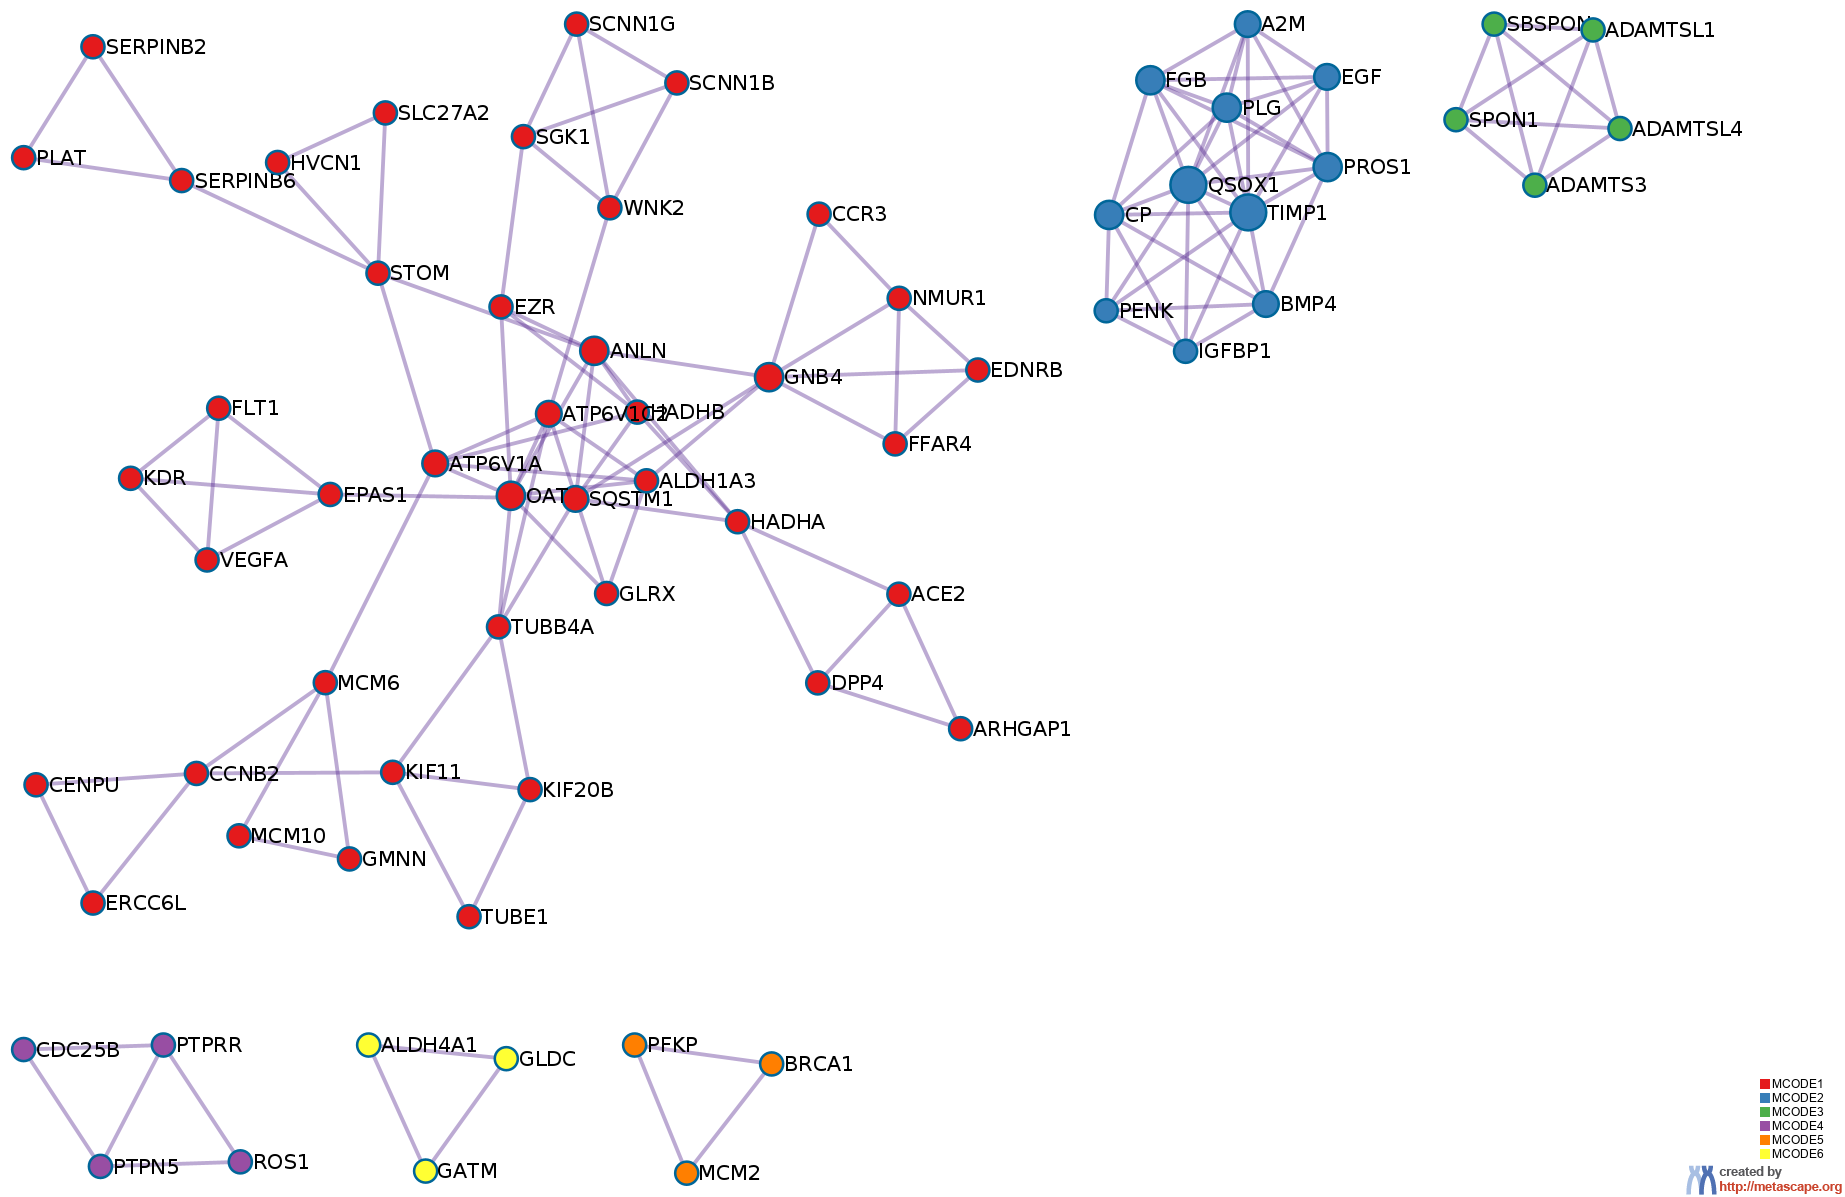 SCNN1G
A2M
SBSPON
ADAMTSL1
SERPINB2
SCNN1B
FGB
EGF
PLG
SLC27A2
SPON1
ADAMTSL4
SGK1
PLAT
HVCN1
PROS1
SERPINB6
QSOX1
ADAMTS3
WNK2
CCR3
CP
TIMP1
STOM
NMUR1
EZR
PENK
BMP4
ANLN
IGFBP1
GNB4
EDNRB
FLT1
ATP6V1C2
HADHB
FFAR4
ATP6V1A
KDR
ALDH1A3
EPAS1
OAT
SQSTM1
HADHA
VEGFA
GLRX
ACE2
TUBB4A
MCM6
DPP4
ARHGAP1
CENPU
CCNB2
KIF11
KIF20B
MCM10
GMNN
ERCC6L
TUBE1
CDC25B
PTPRR
ALDH4A1
GLDC
PFKP
BRCA1
PTPN5
ROS1
GATM
MCM2
MCODE1
MCODE2
MCODE3
MCODE4
MCODE5
MCODE6
created by
http://metascape.org